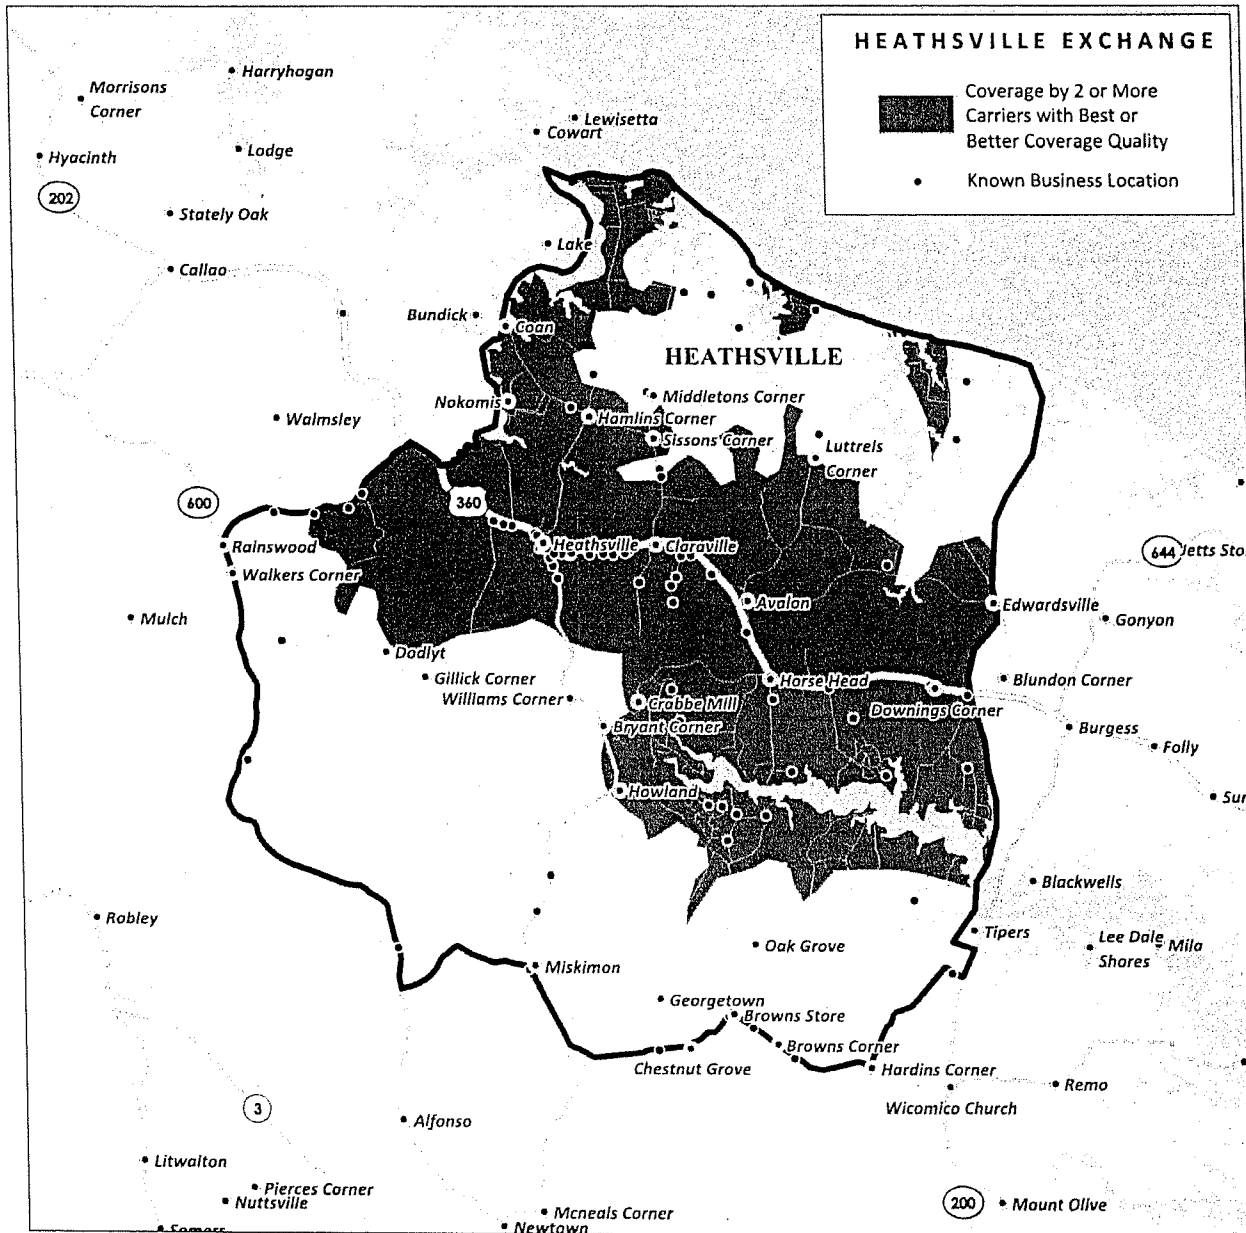 HEATHSVILLE EXCHANGE
Coverage by 2 or More
Carriers with Best or
Better Coverage Quality
Known Business Location
Harryhogan
Morrisons
Corner
Lewisetta
Cowart
Hyacinth
Lodge
202
Stately Oak
Lake
Callao
Bundick
Coan
HEATHSVILLE
Nokomis
Middletons Corner
Walmsley
Hamlins Corner
Sissons Corner
Luttrels
Corner
600
360
Rainswood
Heathsville
Claraville
644
Jetts Sto
Walkers Corner
Avalon
Edwardsville
Mulch
Gonyon
Dodlyt
Gillick Corner
Horse Head
Blundon Corner
Williams Corner
Crabbe Mill
Downings Corner
Bryant Corner
Burgess
Folly
Howland
Sur
Blackwells
Robley
Tipers
Oak Grove
Lee Dale
Shores
Mila
Miskimon
Georgetown
Browns Store
Browns Corner
Chestnut Grove
Hardins Corner
Remo
Wicomico Church
3
Alfonso
Litwalton
Pierces Corner
Nuttsville
200
Mount Olive
Mcneals Corner
Newtown
Somers